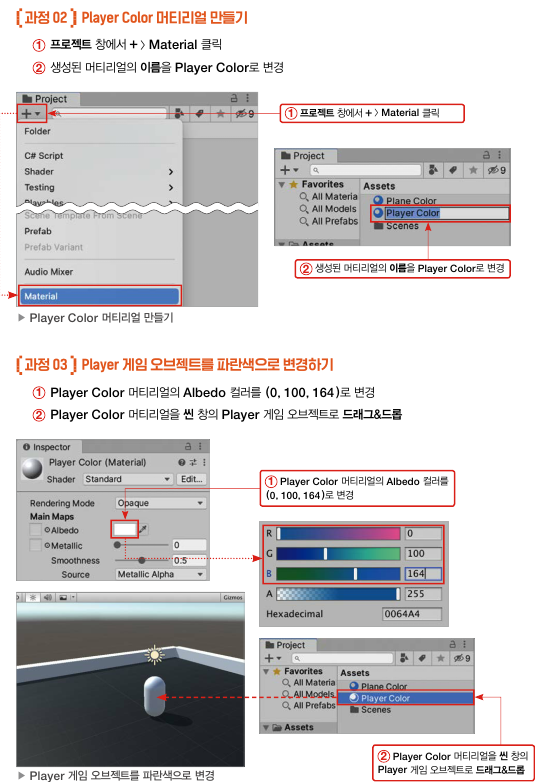 [과정 02] Player Color 머티리얼 만들기
① 프로젝트 창에서 + > Material 클릭
② 생성된 머티리얼의 이름을 Player Color로 변경
Project
9
Folder
C# Script
Shader
Testing
Playables
Scene Template From Scene
Prefab
Prefab Variant
Audio Mixer
Material
① 프로젝트 창에서 + > Material 클릭
Project
9
Favorites
All Materia
All Models
All Prefabs
Assets
Assets
Plane Color
Player Color
Scenes
② 생성된 머티리얼의 이름을 Player Color로 변경
▶ Player Color 머티리얼 만들기
[과정 03] Player 게임 오브젝트를 파란색으로 변경하기
① Player Color 머티리얼의 Albedo 컬러를 (0, 100, 164)로 변경
② Player Color 머티리얼을 씬 창의 Player 게임 오브젝트로 드래그&드롭
Inspector
Player Color (Material)
Shader Standard Edit...
Rendering Mode Opaque
Main Maps
Albedo
Metallic 0
Smoothness 0.5
Source Metallic Alpha
① Player Color 머티리얼의 Albedo 컬러를
(0, 100, 164)로 변경
R 0
G 100
B 164
A 255
Hexadecimal 0064A4
Gizmos
Project
9
Favorites
All Materia
All Models
All Prefabs
Assets
Assets
Plane Color
Player Color
Scenes
② Player Color 머티리얼을 씬 창의
Player 게임 오브젝트로 드래그&드롭
▶ Player 게임 오브젝트를 파란색으로 변경